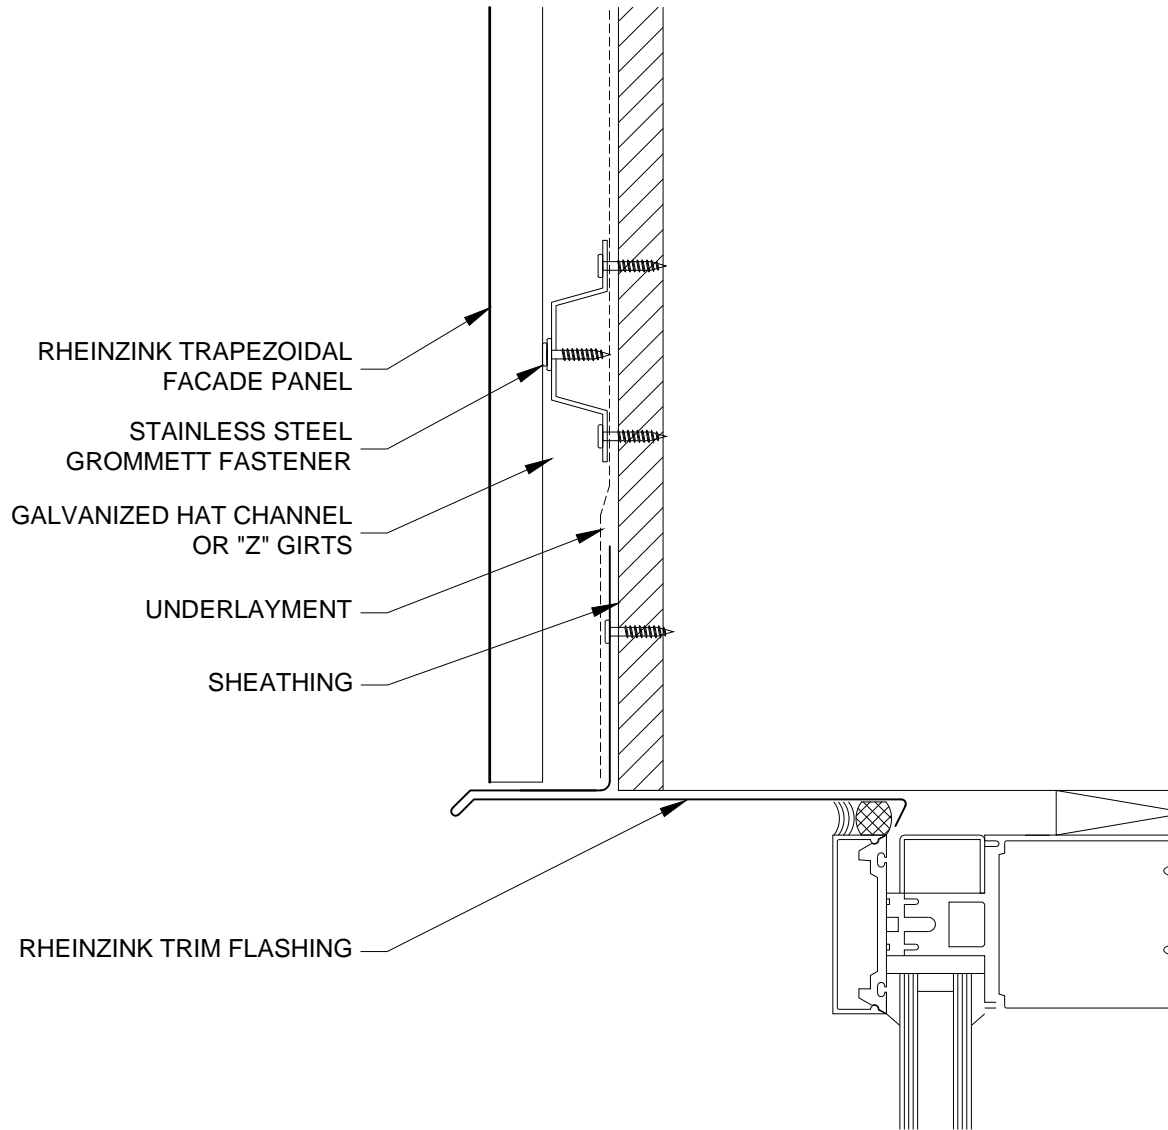 RHEINZINK TRAPEZOIDAL
FACADE PANEL
STAINLESS STEEL
GROMMETT FASTENER
GALVANIZED HAT CHANNEL
OR "Z" GIRTS
UNDERLAYMENT
SHEATHING
RHEINZINK TRIM FLASHING